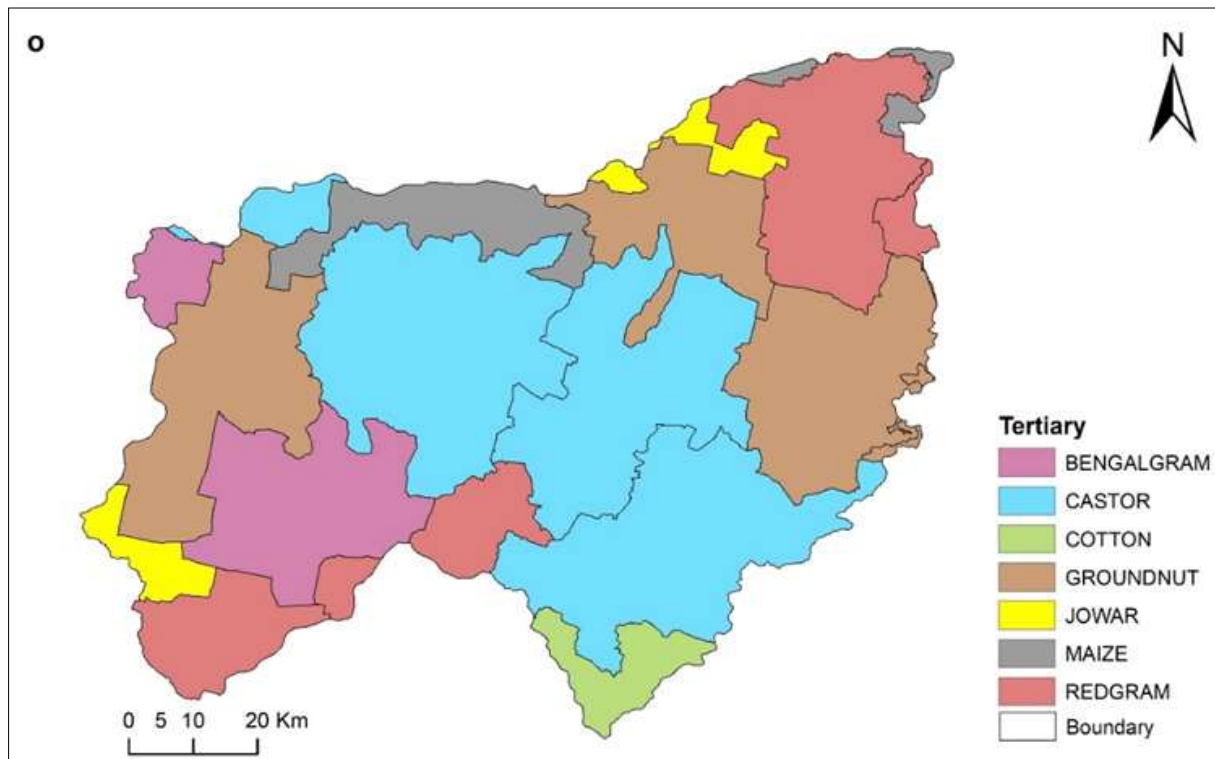 o
N
Tertiary
BENGALGRAM
CASTOR
COTTON
GROUNDNUT
JOWAR
MAIZE
REDGRAM
Boundary
0 5 10 20 Km